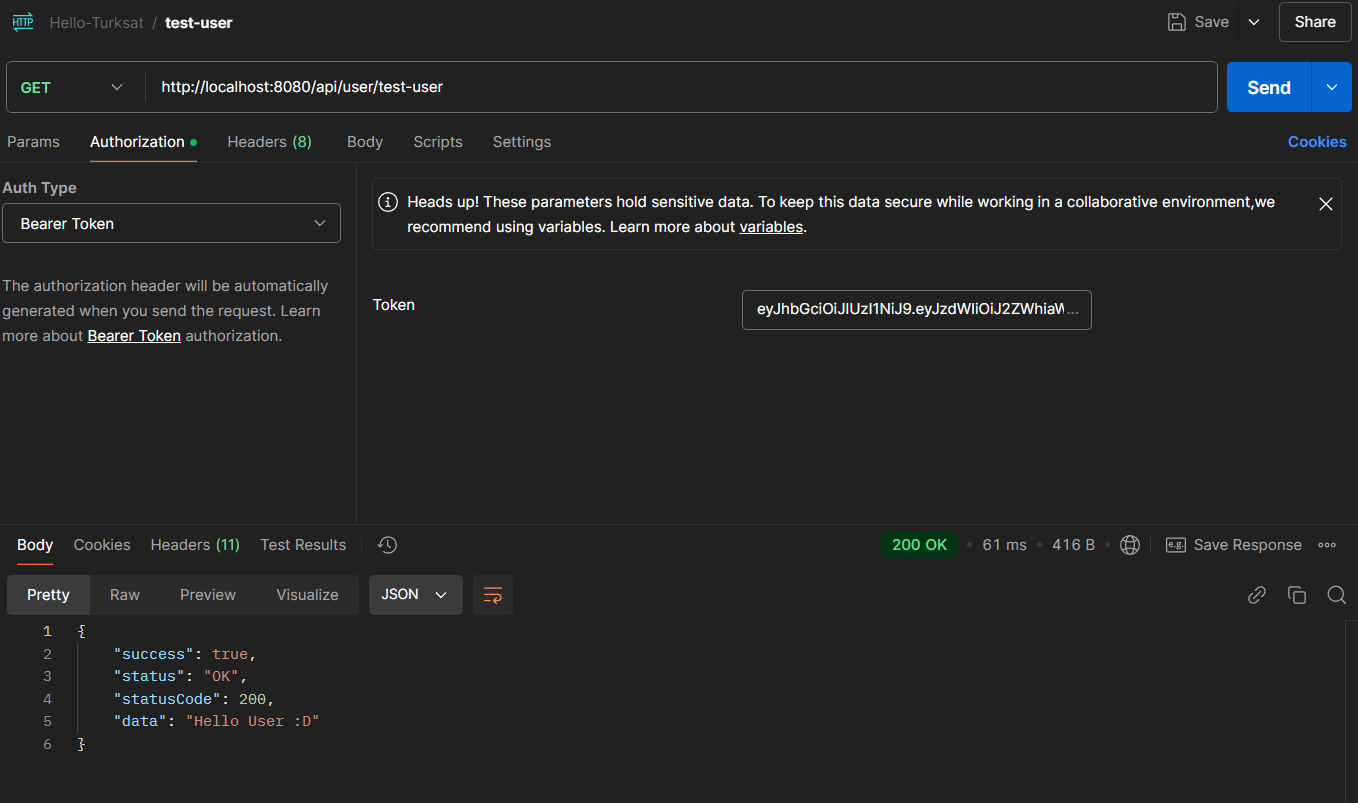 HTTP Hello-Turksat / test-user Save Share
GET http://localhost:8080/api/user/test-user Send
Params Authorization Headers (8) Body Scripts Settings Cookies
Auth Type
Bearer Token
The authorization header will be automatically
generated when you send the request. Learn
more about Bearer Token authorization.
Heads up! These parameters hold sensitive data. To keep this data secure while working in a collaborative environment,we
recommend using variables. Learn more about variables.
Token eyJhbGciOiJIUzI1NiJ9.eyJzdWIiOiJ2ZWhiaW...
Body Cookies Headers (11) Test Results 200 OK • 61 ms • 416 B • e.g. Save Response
Pretty Raw Preview Visualize JSON
1 {
2 "success": true,
3 "status": "OK",
4 "statusCode": 200,
5 "data": "Hello User :D"
6 }